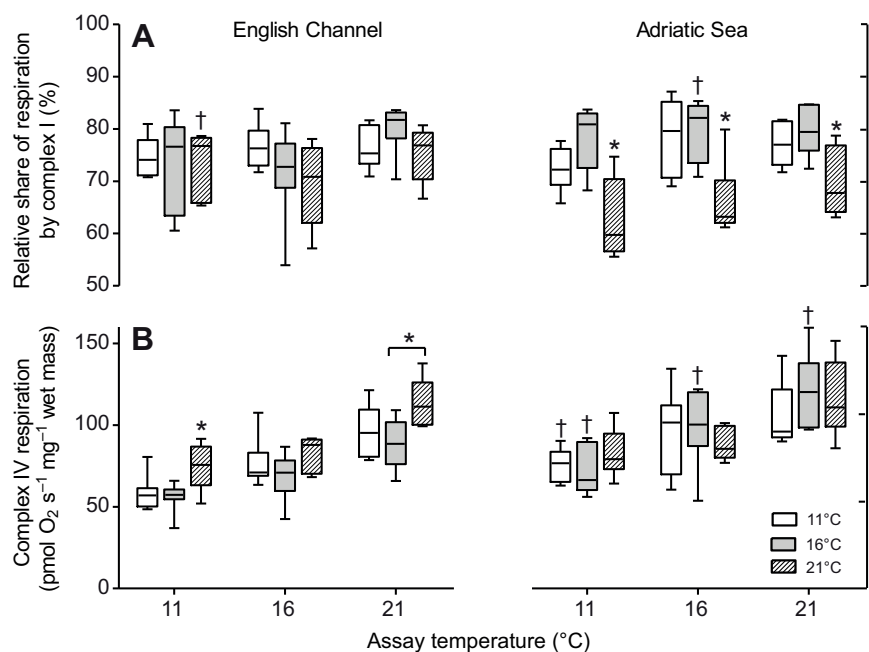 A
English Channel
Adriatic Sea
Relative share of respiration
by complex I (%)
100
90
80
70
60
50
†
*
†
*
*
B
Complex IV respiration
(pmol O₂ s⁻¹ mg⁻¹ wet mass)
150
100
50
0
*
*
†
†
†
†
11°C
16°C
21°C
11
16
21
11
16
21
Assay temperature (°C)